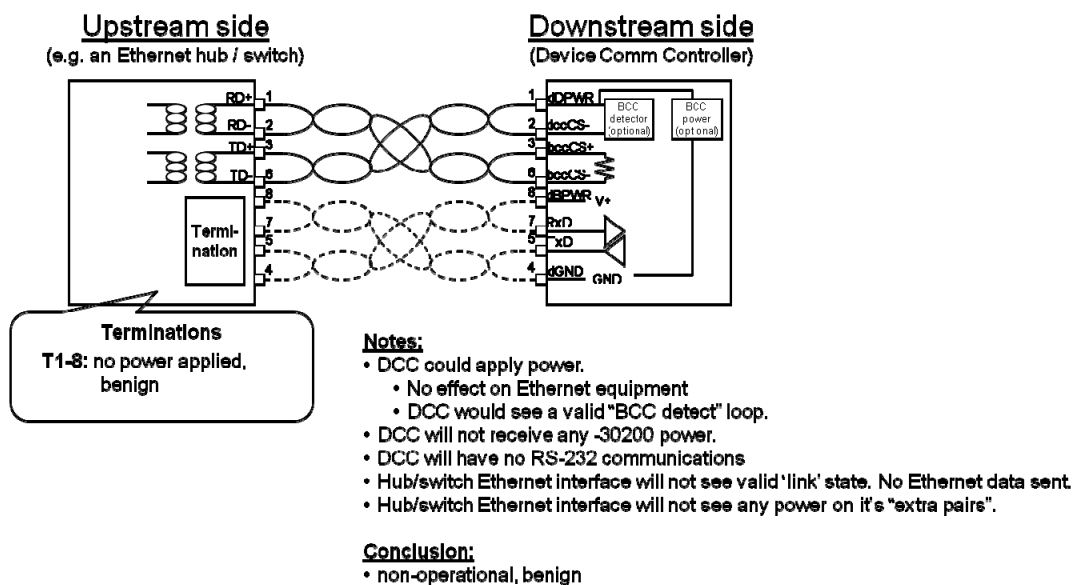 Upstream side
(e.g. an Ethernet hub / switch)
Downstream side
(Device Comm Controller)
RD+ 1
RD- 2
TD+ 3
TD- 6
8
7
5
4
Termi-
nation
1 dDPWR
2 dccCS-
3 bccCS+
6 bccCS-
8 dBPWR V+
7 RxD
5 TxD
4 dGND GND
BCC
detector
(optional)
BCC
power
(optional)
Terminations
T1-8: no power applied,
benign
Notes:
• DCC could apply power.
• No effect on Ethernet equipment
• DCC would see a valid "BCC detect" loop.
• DCC will not receive any -30200 power.
• DCC will have no RS-232 communications
• Hub/switch Ethernet interface will not see valid 'link' state. No Ethernet data sent.
• Hub/switch Ethernet interface will not see any power on it's "extra pairs".
Conclusion:
• non-operational, benign